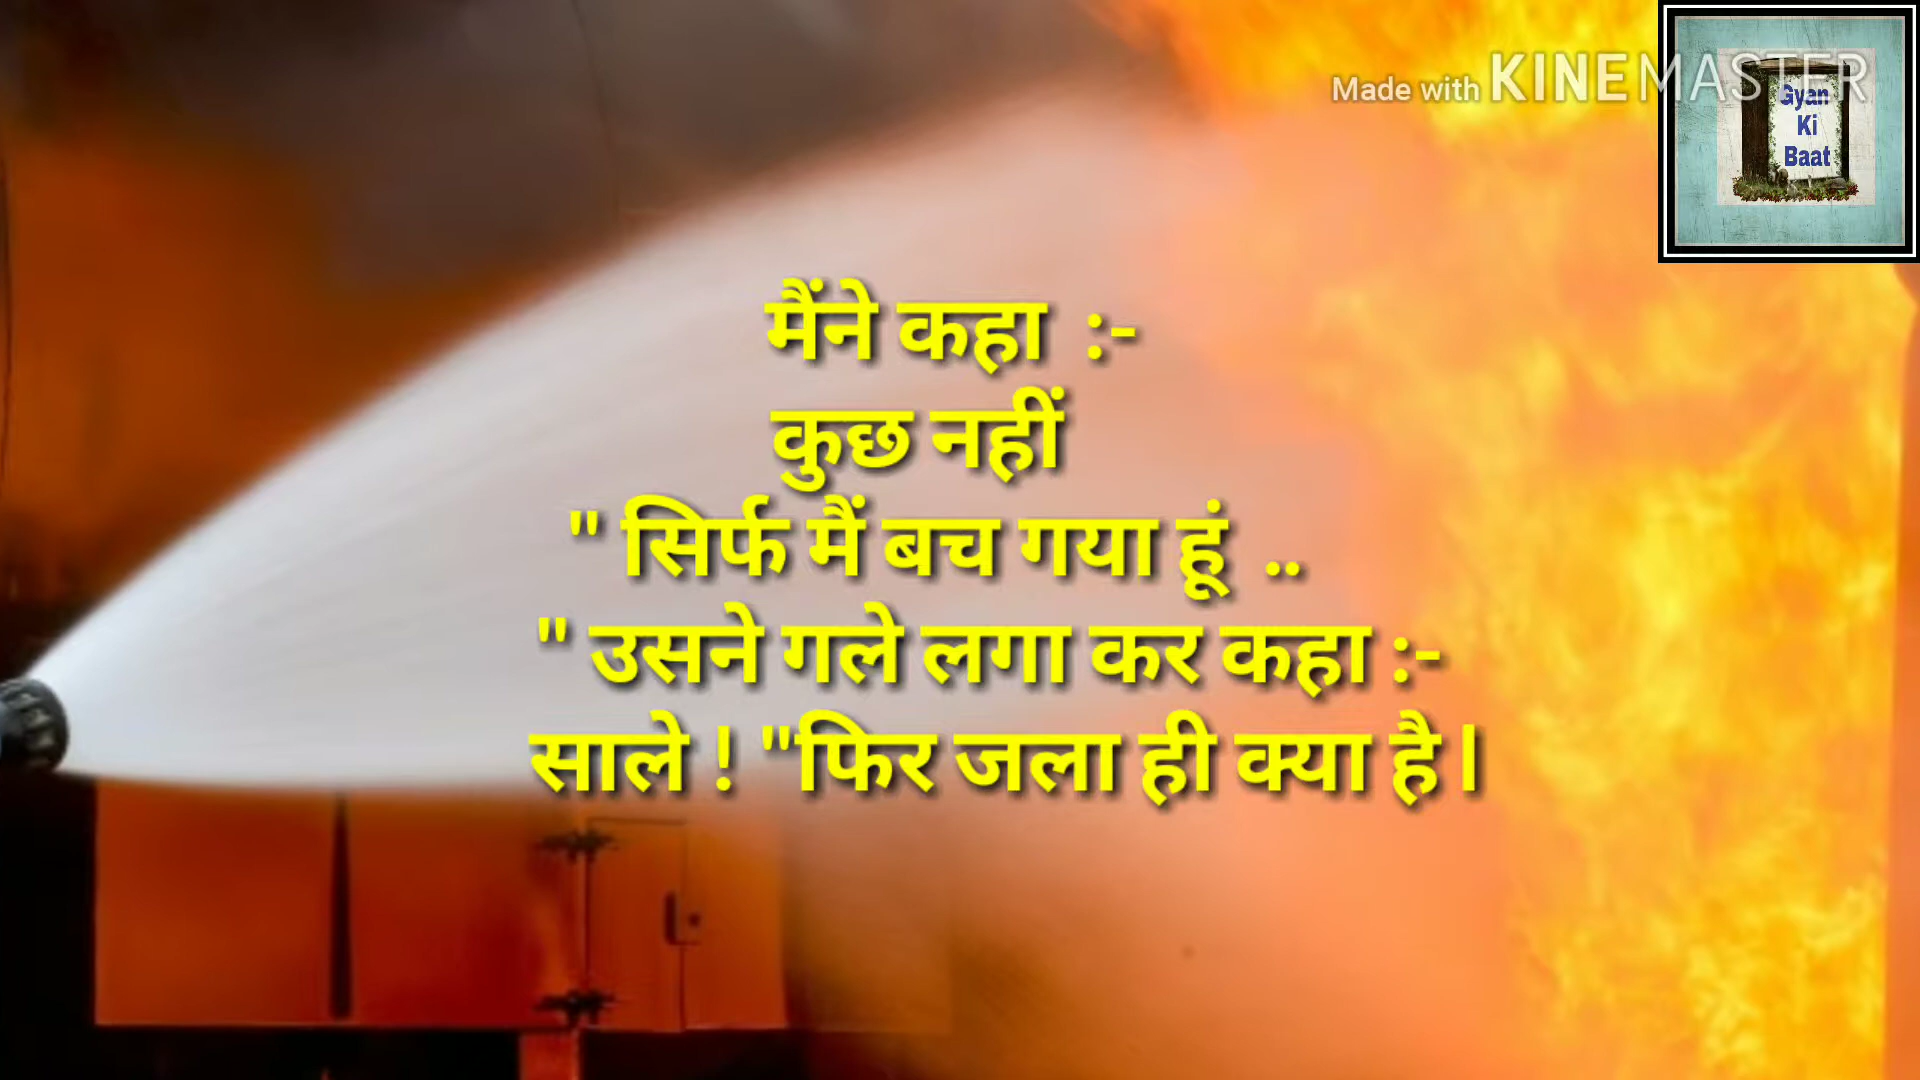 Made with KINEMASTER
Gyan
Ki
Baat
मैंने कहा :-
कुछ नहीं
" सिर्फ मैं बच गया हूं ..
" उसने गले लगा कर कहा :-
साले ! "फिर जला ही क्या है।